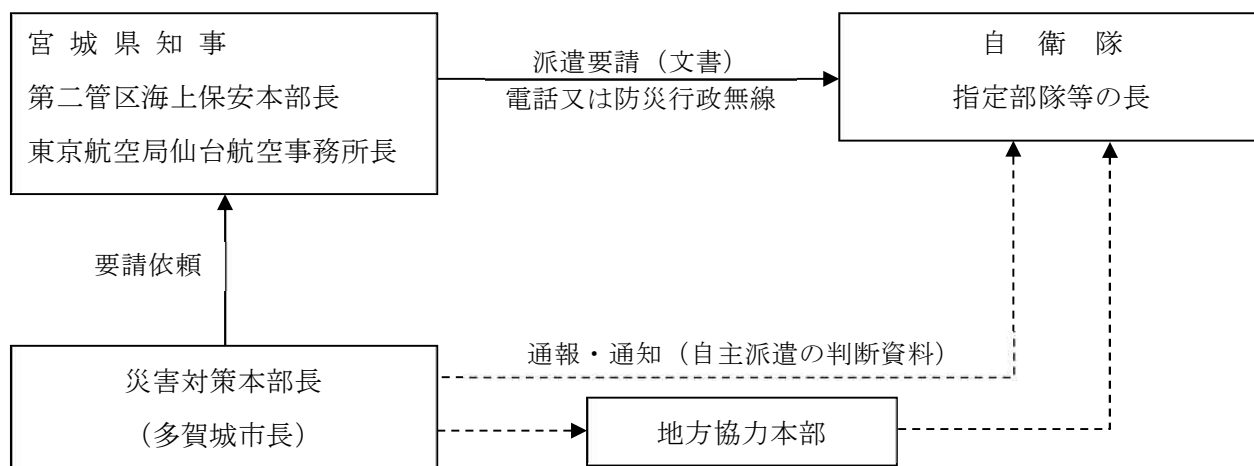 宮 城 県 知 事
第二管区海上保安本部長
東京航空局仙台航空事務所長
派遣要請（文書）
電話又は防災行政無線
自 衛 隊
指定部隊等の長
要請依頼
災害対策本部長
（多賀城市長）
通報・通知（自主派遣の判断資料）
地方協力本部